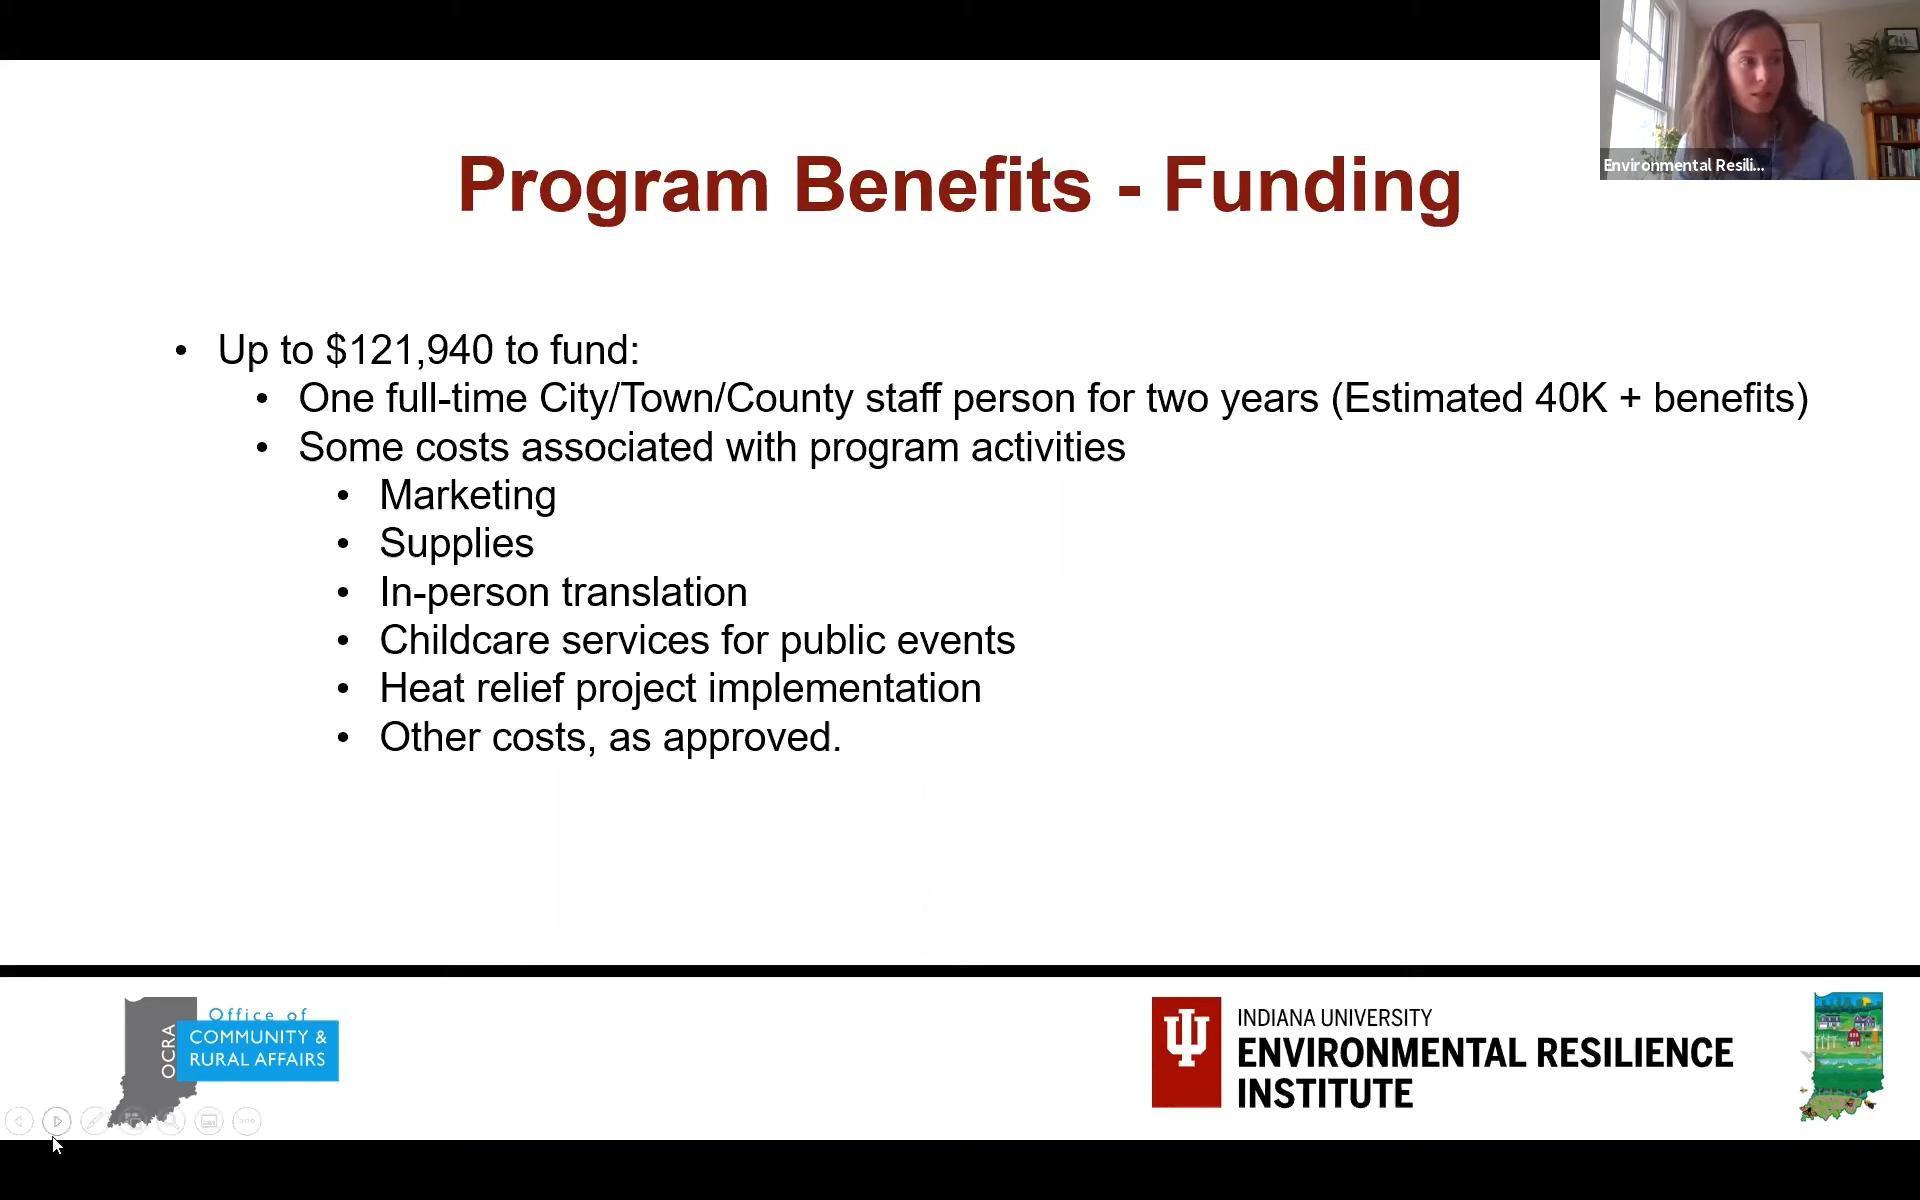 Environmental Resili...
Program Benefits - Funding
• Up to $121,940 to fund:
• One full-time City/Town/County staff person for two years (Estimated 40K + benefits)
• Some costs associated with program activities
• Marketing
• Supplies
• In-person translation
• Childcare services for public events
• Heat relief project implementation
• Other costs, as approved.
OCRA
Office of
COMMUNITY &
RURAL AFFAIRS
INDIANA UNIVERSITY
ENVIRONMENTAL RESILIENCE
INSTITUTE